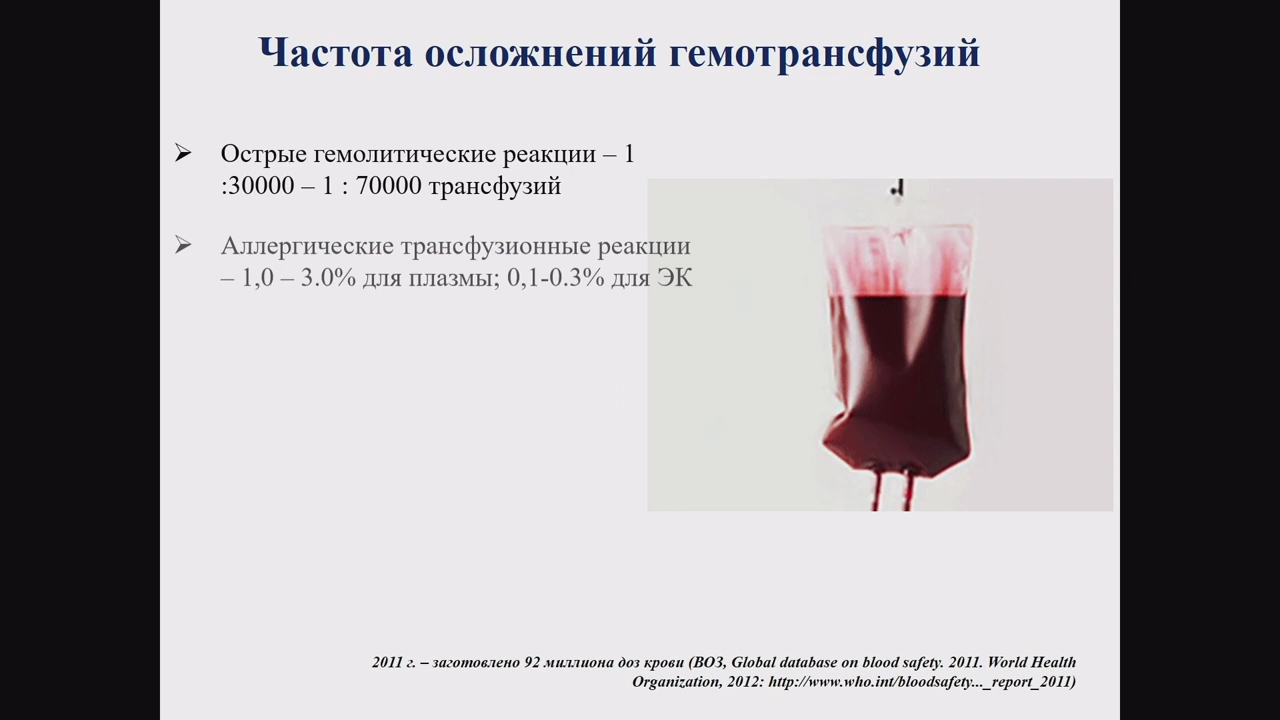 Частота осложнений гемотрансфузий
Острые гемолитические реакции – 1
:30000 – 1 : 70000 трансфузий
Аллергические трансфузионные реакции
– 1,0 – 3.0% для плазмы; 0,1-0.3% для ЭК
2011 г. – заготовлено 92 миллиона доз крови (ВОЗ, Global database on blood safety. 2011. World Health
Organization, 2012: http://www.who.int/bloodsafety..._report_2011)